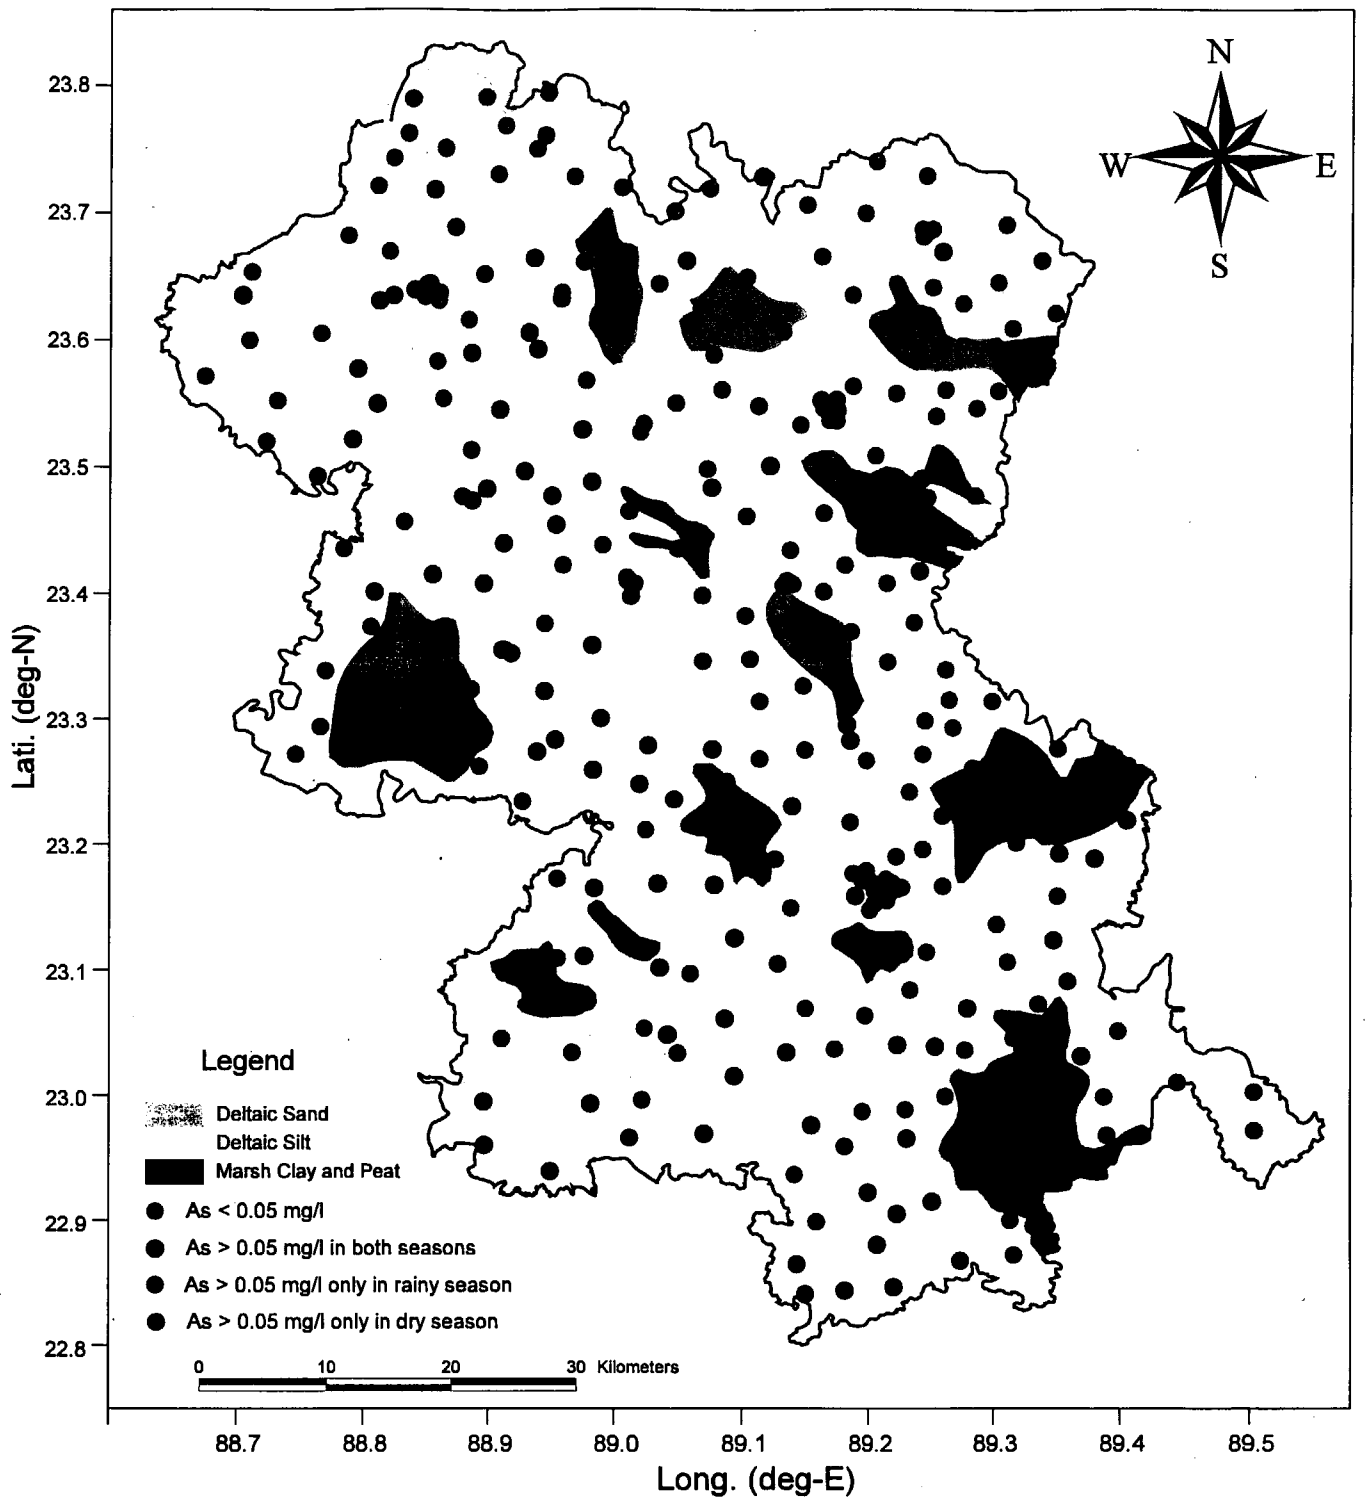 N
W E
S
23.8
23.7
23.6
23.5
23.4
23.3
23.2
23.1
23.0
22.9
22.8
Lati. (deg-N)
Legend
Deltaic Sand
Deltaic Silt
Marsh Clay and Peat
As < 0.05 mg/l
As > 0.05 mg/l in both seasons
As > 0.05 mg/l only in rainy season
As > 0.05 mg/l only in dry season
0 10 20 30 Kilometers
88.7 88.8 88.9 89.0 89.1 89.2 89.3 89.4 89.5
Long. (deg-E)